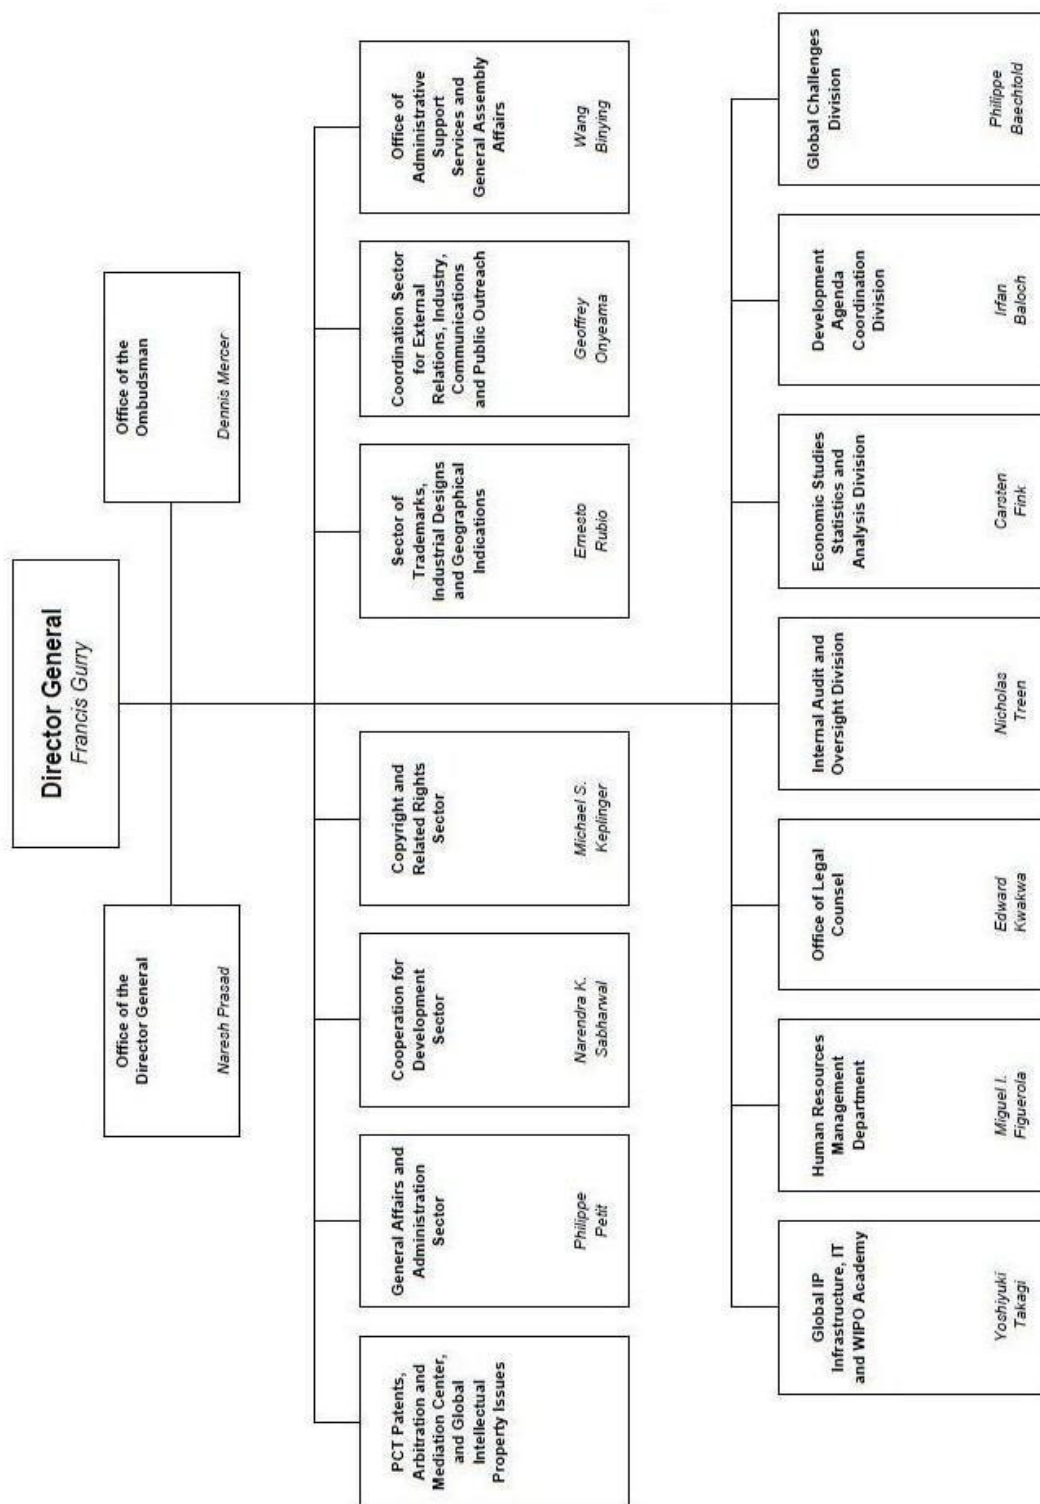 Director General
Francis Gurry
Office of the
Director General
Naresh Prasad
Office of the
Ombudsman
Dennis Mercer
PCT Patents,
Arbitration and
Mediation Center,
and Global
Intellectual
Property Issues
General Affairs and
Administration
Sector
Philippe
Petit
Cooperation for
Development
Sector
Narendra K.
Sabharwal
Copyright and
Related Rights
Sector
Michael S.
Keplinger
Sector of
Trademarks,
Industrial Designs
and Geographical
Indications
Ernesto
Rubio
Coordination Sector
for External
Relations, Industry,
Communications
and Public Outreach
Geoffrey
Onyeama
Office of
Administrative
Support
Services and
General Assembly
Affairs
Wang
Binying
Global IP
Infrastructure, IT
and WIPO Academy
Yoshiyuki
Takagi
Human Resources
Management
Department
Miguel I.
Figuerola
Office of Legal
Counsel
Edward
Kwakwa
Internal Audit and
Oversight Division
Nicholas
Treen
Economic Studies
Statistics and
Analysis Division
Carsten
Fink
Development
Agenda
Coordination
Division
Irfan
Baloch
Global Challenges
Division
Philippe
Baechtold